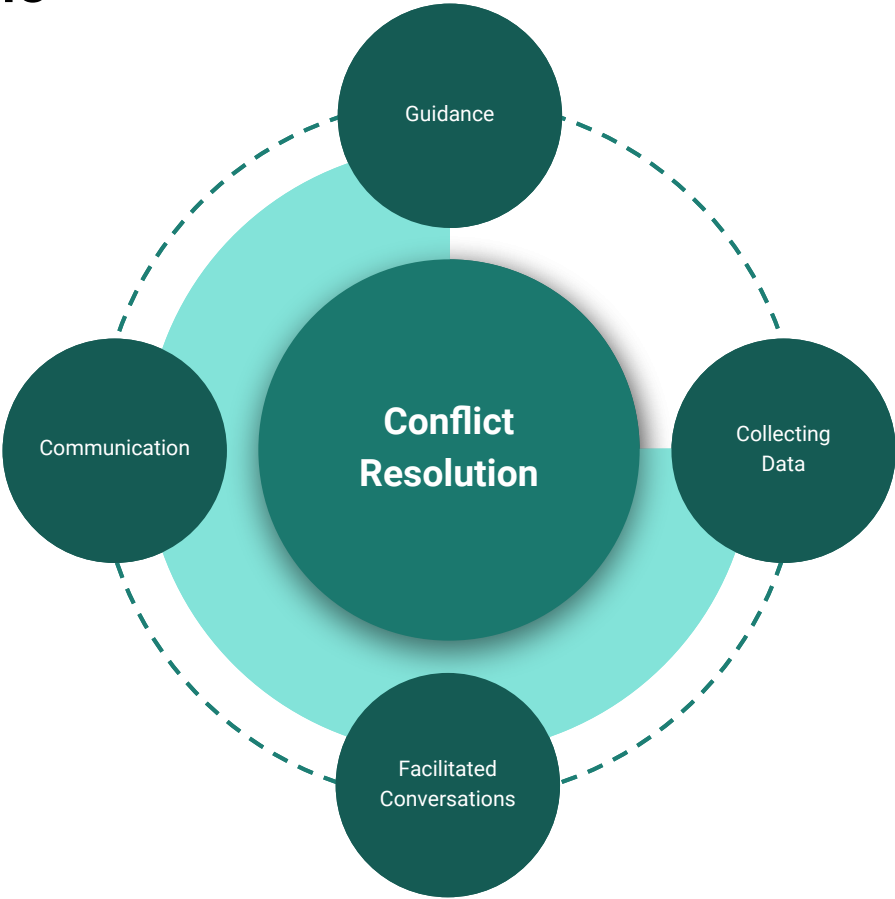 Guidance
Communication
Conflict
Resolution
Collecting
Data
Facilitated
Conversations